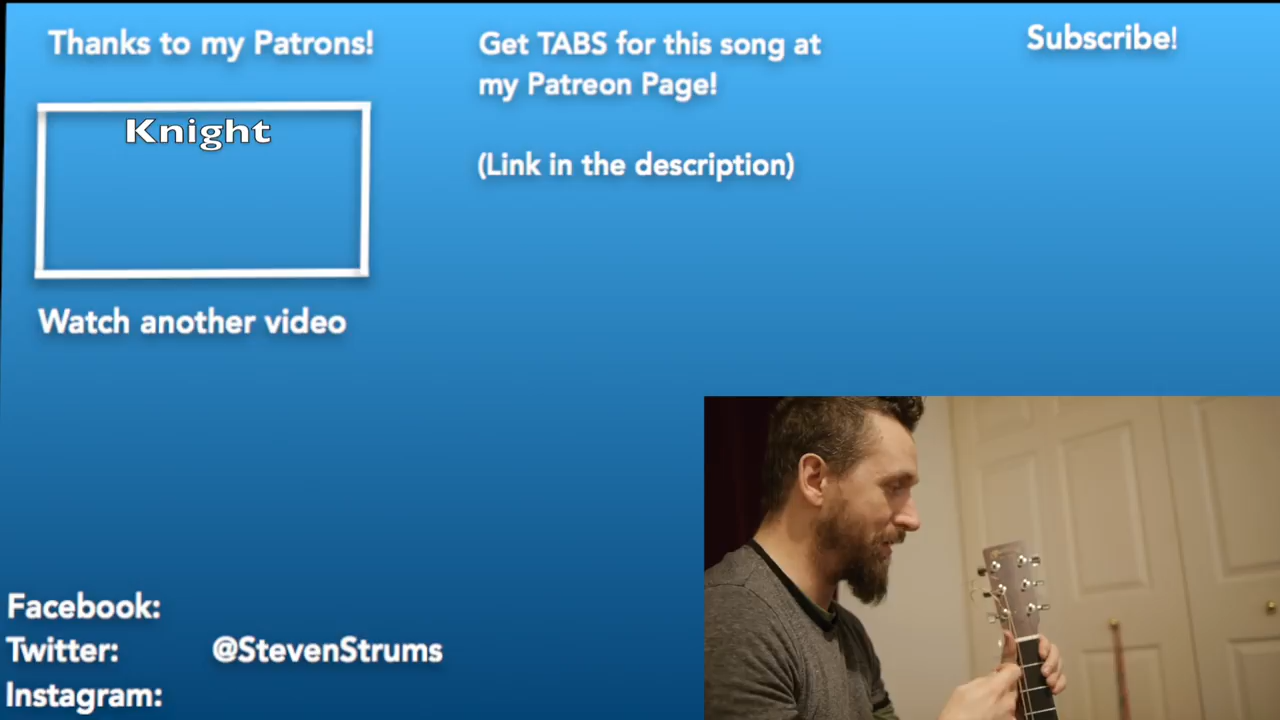 Thanks to my Patrons!
Knight
Watch another video
Get TABS for this song at
my Patreon Page!
(Link in the description)
Subscribe!
Facebook:
Twitter: @StevenStrums
Instagram: